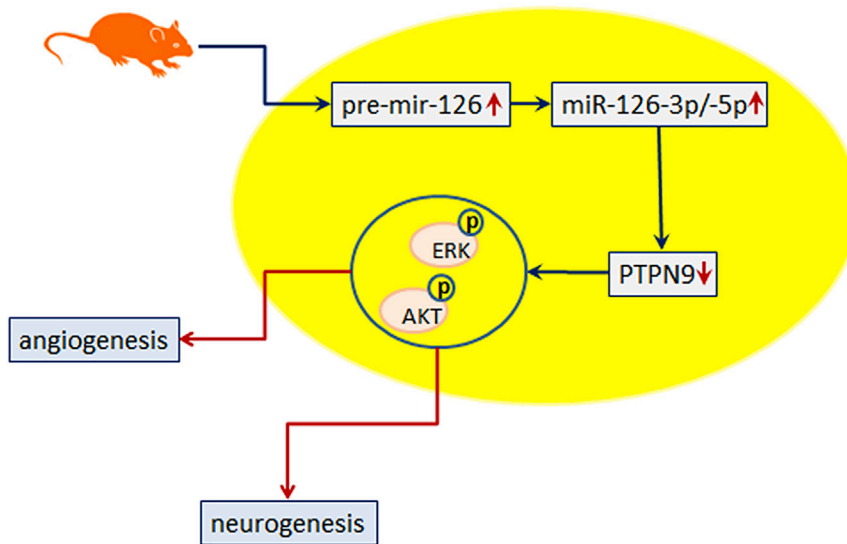 pre-mir-126
miR-126-3p/-5p
p
ERK
PTPN9
p
AKT
angiogenesis
neurogenesis